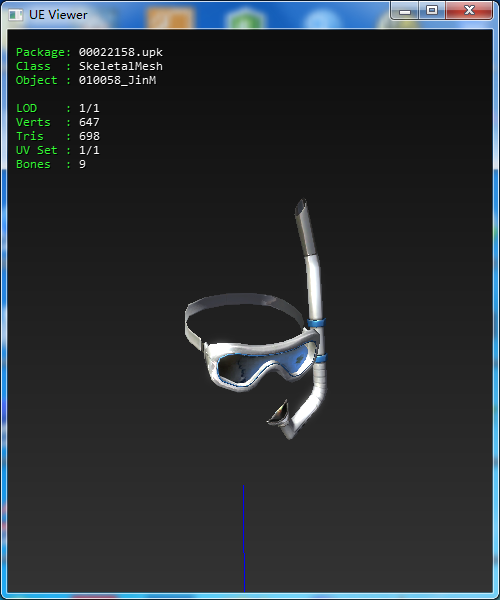 UE Viewer
Package: 00022158.upk
Class : SkeletalMesh
Object : 010058_JinM
LOD : 1/1
Verts : 647
Tris : 698
UV Set : 1/1
Bones : 9